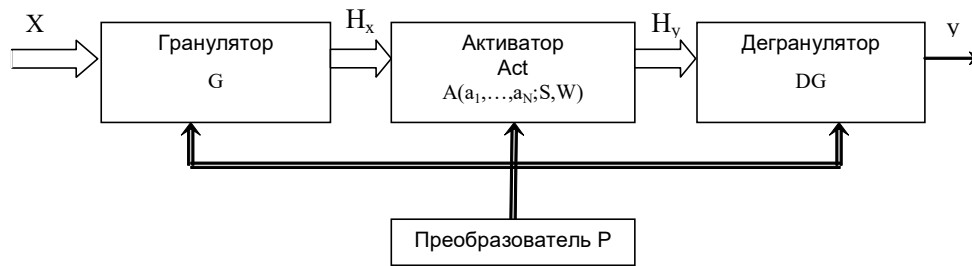 X
Гранулятор
G
Hx
Активатор
Act
A(a1,…,aN;S,W)
Hy
Дегранулятор
DG
y
Преобразователь P